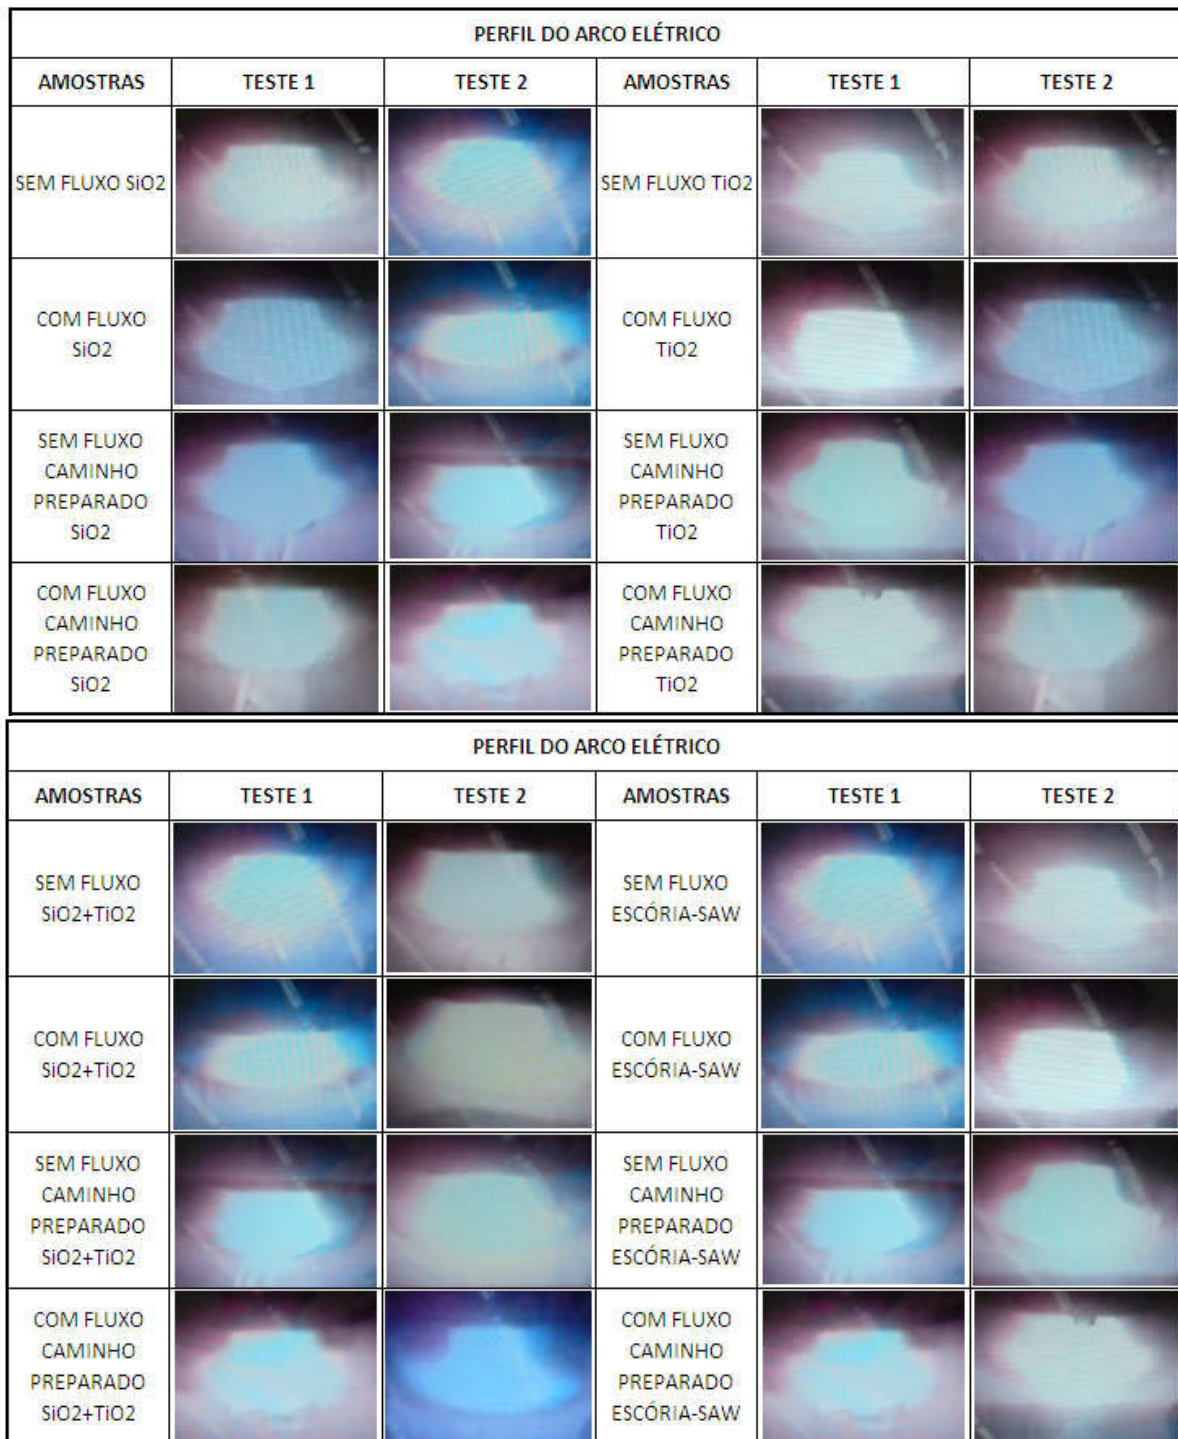 PERFIL DO ARCO ELÉTRICO
AMOSTRAS TESTE 1 TESTE 2 AMOSTRAS TESTE 1 TESTE 2
SEM FLUXO SiO2 SEM FLUXO TiO2
COM FLUXO
SiO2
COM FLUXO
TiO2
SEM FLUXO
CAMINHO
PREPARADO
SiO2
SEM FLUXO
CAMINHO
PREPARADO
TiO2
COM FLUXO
CAMINHO
PREPARADO
SiO2
COM FLUXO
CAMINHO
PREPARADO
TiO2
PERFIL DO ARCO ELÉTRICO
AMOSTRAS TESTE 1 TESTE 2 AMOSTRAS TESTE 1 TESTE 2
SEM FLUXO
SiO2+TiO2
SEM FLUXO
ESCÓRIA-SAW
COM FLUXO
SiO2+TiO2
COM FLUXO
ESCÓRIA-SAW
SEM FLUXO
CAMINHO
PREPARADO
SiO2+TiO2
SEM FLUXO
CAMINHO
PREPARADO
ESCÓRIA-SAW
COM FLUXO
CAMINHO
PREPARADO
SiO2+TiO2
COM FLUXO
CAMINHO
PREPARADO
ESCÓRIA-SAW